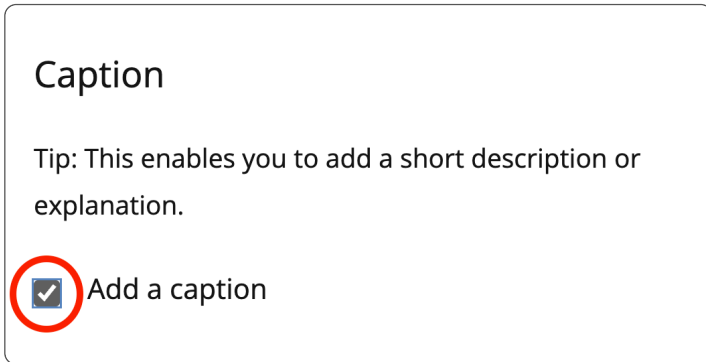 Caption
Tip: This enables you to add a short description or
explanation.
Add a caption